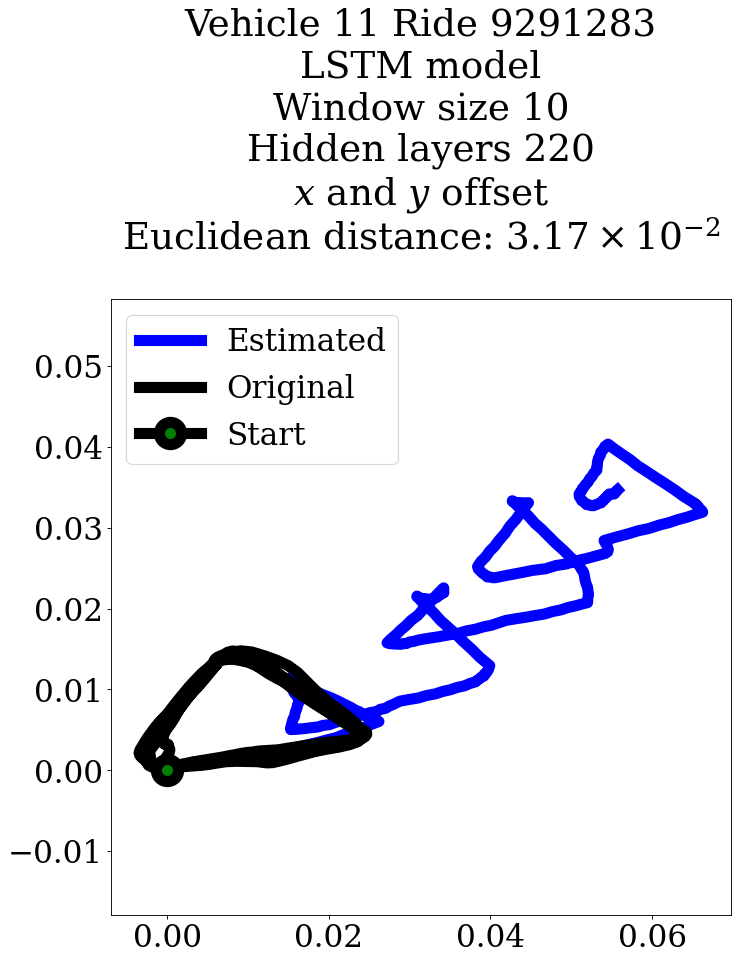 Vehicle 11 Ride 9291283
LSTM model
Window size 10
Hidden layers 220
x and y offset
Euclidean distance: 3.17 × 10⁻²
Estimated
Original
Start
0.05
0.04
0.03
0.02
0.01
0.00
−0.01
0.00 0.02 0.04 0.06